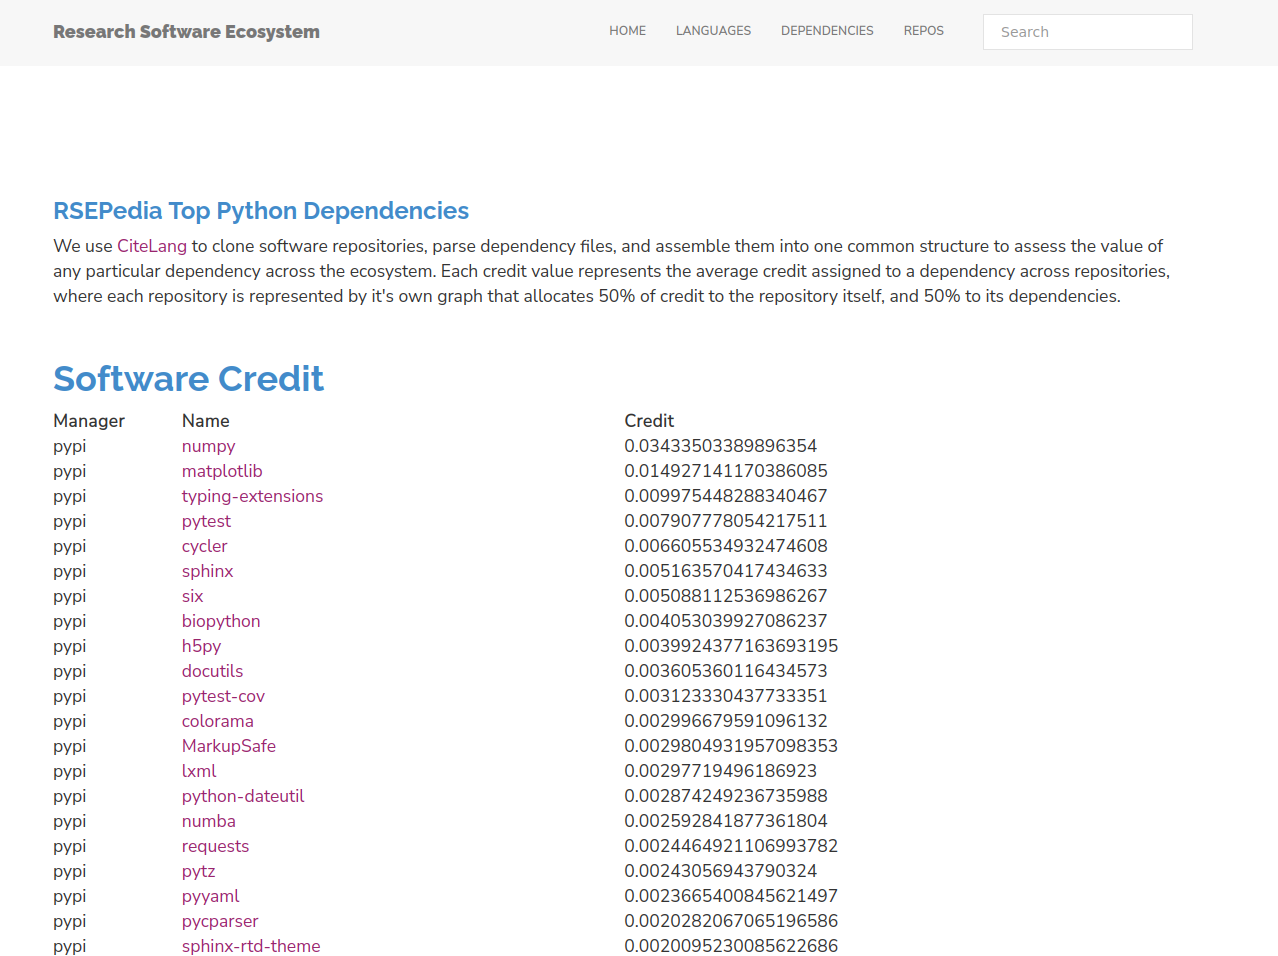 Research Software Ecosystem HOME LANGUAGES DEPENDENCIES REPOS Search
RSEPedia Top Python Dependencies
We use CiteLang to clone software repositories, parse dependency files, and assemble them into one common structure to assess the value of
any particular dependency across the ecosystem. Each credit value represents the average credit assigned to a dependency across repositories,
where each repository is represented by it's own graph that allocates 50% of credit to the repository itself, and 50% to its dependencies.
Software Credit
Manager Name Credit
pypi numpy 0.03433503389896354
pypi matplotlib 0.014927141170386085
pypi typing-extensions 0.009975448288340467
pypi pytest 0.007907778054217511
pypi cycler 0.006605534932474608
pypi sphinx 0.005163570417434633
pypi six 0.005088112536986267
pypi biopython 0.004053039927086237
pypi h5py 0.0039924377163693195
pypi docutils 0.003605360116434573
pypi pytest-cov 0.003123330437733351
pypi colorama 0.002996679591096132
pypi MarkupSafe 0.0029804931957098353
pypi lxml 0.00297719496186923
pypi python-dateutil 0.002874249236735988
pypi numba 0.002592841877361804
pypi requests 0.0024464921106993782
pypi pytz 0.00243056943790324
pypi pyyaml 0.0023665400845621497
pypi pycparser 0.0020282067065196586
pypi sphinx-rtd-theme 0.0020095230085622686